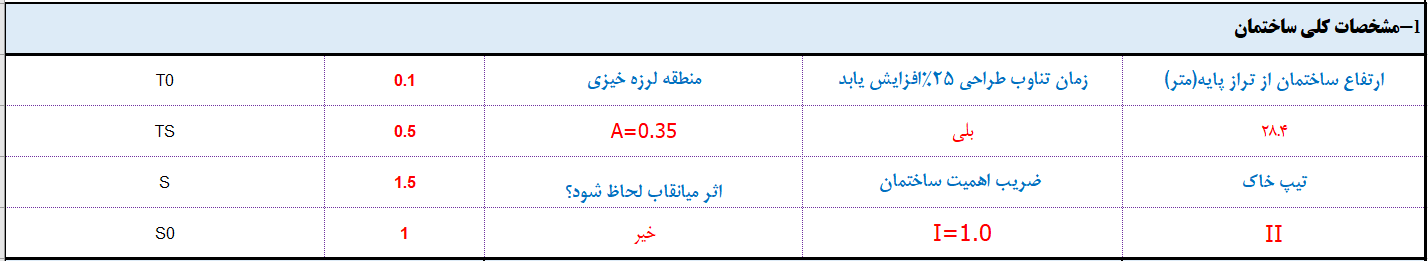 1-مشخصات کلی ساختمان
ارتفاع ساختمان از تراز پایه(متر) زمان تناوب طراحی ۲۵٪افزایش یابد منطقه لرزه خیزی 0.1 T0
۲۸.۴ بلی A=0.35 0.5 TS
تیپ خاک ضریب اهمیت ساختمان اثر میانقاب لحاظ شود؟ 1.5 S
II I=1.0 خیر 1 S0